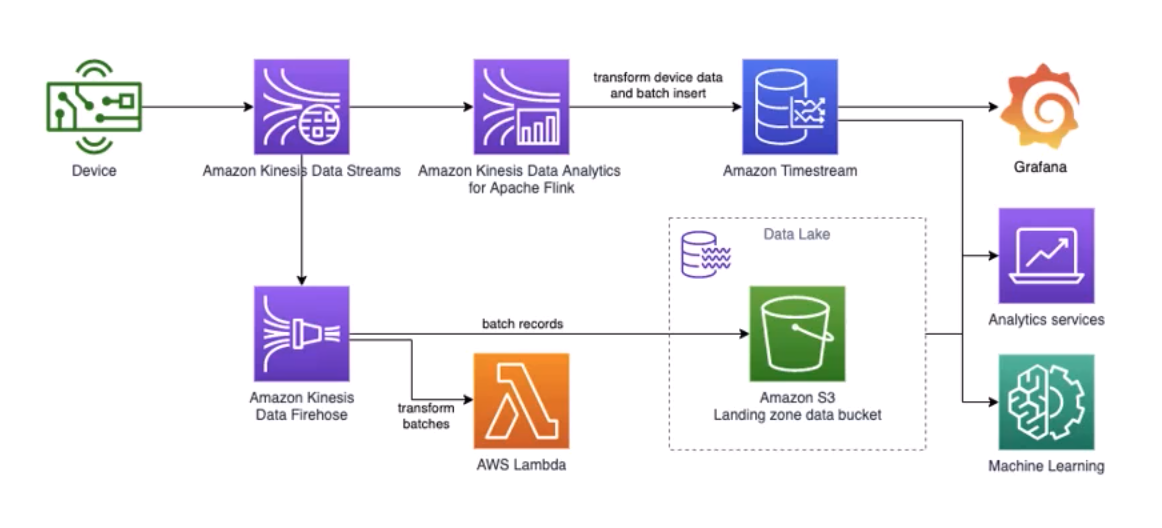 transform device data
and batch insert
Device
Amazon Kinesis Data Streams
Amazon Kinesis Data Analytics
for Apache Flink
Amazon Timestream
Grafana
Data Lake
Analytics services
batch records
Amazon Kinesis
Data Firehose
transform
batches
Amazon S3
Landing zone data bucket
AWS Lambda
Machine Learning